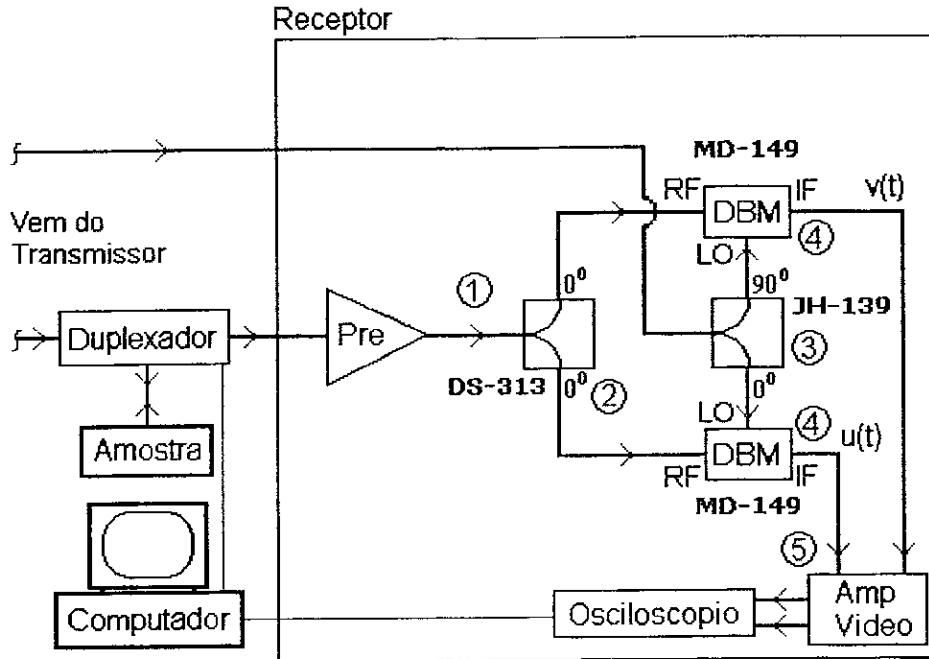 Receptor
MD-149
RF
DBM
IF
v(t)
4
LO
Vem do
Transmissor
1
0⁰
90⁰
JH-139
Duplexador
Pre
3
DS-313
0⁰
2
0⁰
LO
4
u(t)
Amostra
RF
DBM
IF
MD-149
5
Computador
Osciloscopio
Amp
Video